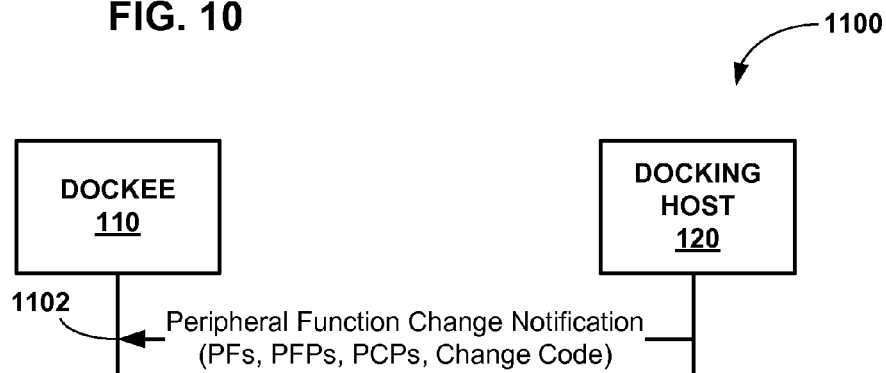 FIG. 10
1100
DOCKEE
110
DOCKING
HOST
120
1102
Peripheral Function Change Notification
(PFs, PFPs, PCPs, Change Code)